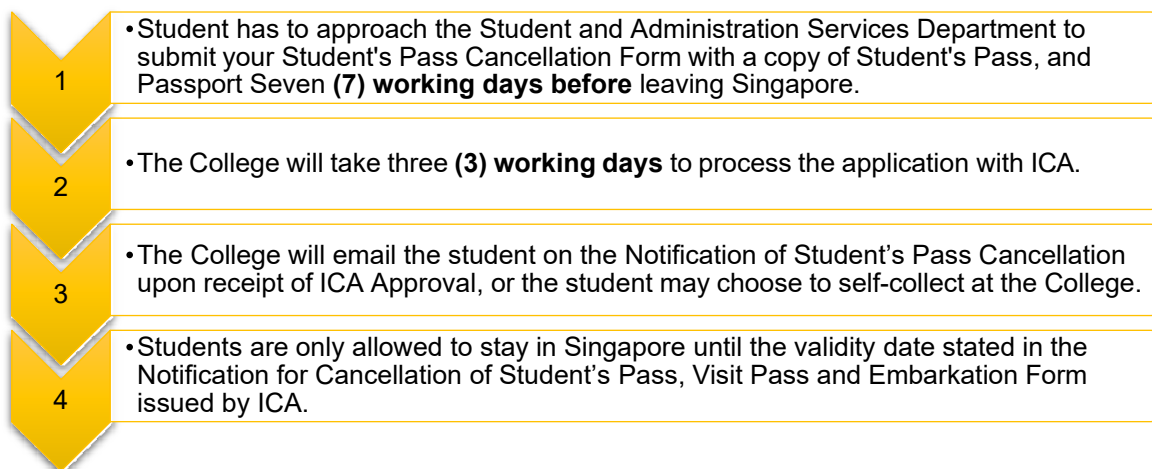 •Student has to approach the Student and Administration Services Department to
submit your Student's Pass Cancellation Form with a copy of Student's Pass, and
1
Passport Seven (7) working days before leaving Singapore.
•The College will take three (3) working days to process the application with ICA.
2
•The College will email the student on the Notification of Student’s Pass Cancellation
upon receipt of ICA Approval, or the student may choose to self-collect at the College.
3
•Students are only allowed to stay in Singapore until the validity date stated in the
Notification for Cancellation of Student’s Pass, Visit Pass and Embarkation Form
4
issued by ICA.